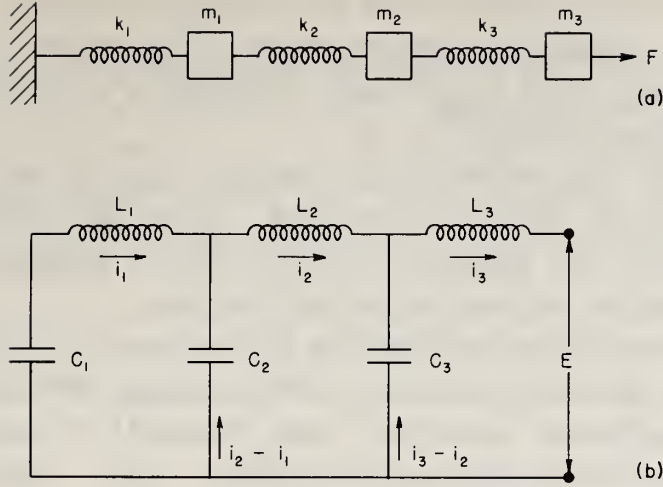 m₁ m₂ m₃
k₁ k₂ k₃
F
(a)
L₁ L₂ L₃
i₁ i₂ i₃
C₁ C₂ C₃ E
i₂ – i₁ i₃ – i₂
(b)